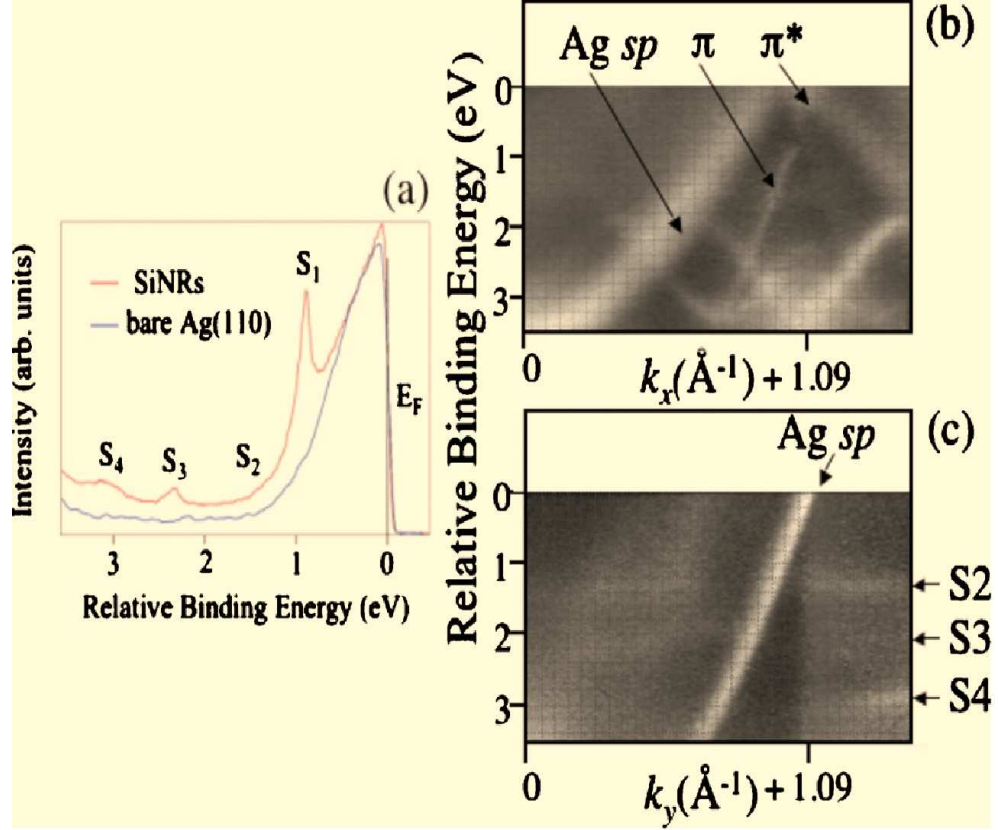 (a)
SiNRs
bare Ag(110)
S1
S2
S3
S4
EF
Intensity (arb. units)
3 2 1 0
Relative Binding Energy (eV)
(b)
Ag sp π π*
Relative Binding Energy (eV)
0
1
2
3
0 kx(Å-1) + 1.09
(c)
Ag sp
0
1
2
3
S2
S3
S4
0 ky(Å-1) + 1.09